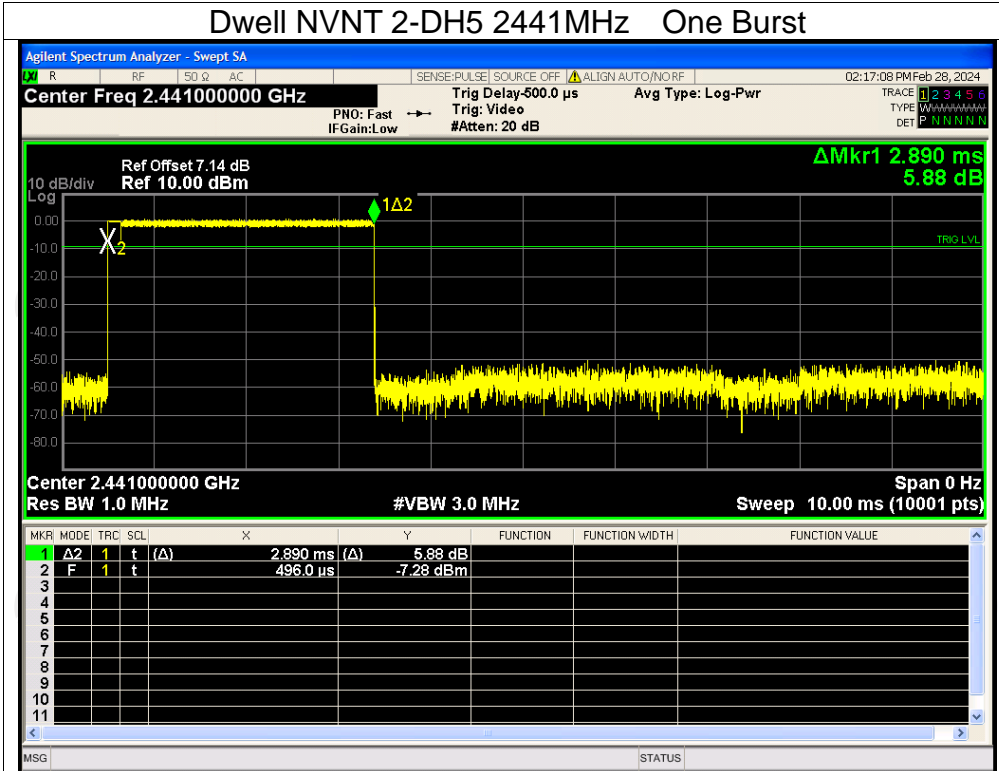 Dwell NVNT 2-DH5 2441MHz One Burst
Agilent Spectrum Analyzer - Swept SA
LXI R RF 50 Ω AC SENSE:PULSE SOURCE OFF ALIGN AUTO/NO RF 02:17:08 PM Feb 28, 2024
Center Freq 2.441000000 GHz Trig Delay-500.0 µs Avg Type: Log-Pwr TRACE 1 2 3 4 5 6
PNO: Fast Trig: Video TYPE WWWWWW
IFGain:Low #Atten: 20 dB DET P N N N N N
ΔMkr1 2.890 ms
5.88 dB
Ref Offset 7.14 dB
10 dB/div Ref 10.00 dBm
Log
1Δ2
0.00
X2
TRIG LVL
-10.0
-20.0
-30.0
-40.0
-50.0
-60.0
-70.0
-80.0
Center 2.441000000 GHz Span 0 Hz
Res BW 1.0 MHz #VBW 3.0 MHz Sweep 10.00 ms (10001 pts)
MKR MODE TRC SCL X Y FUNCTION FUNCTION WIDTH FUNCTION VALUE
1 Δ2 1 t (Δ) 2.890 ms (Δ) 5.88 dB
2 F 1 t 496.0 µs -7.28 dBm
3
4
5
6
7
8
9
10
11
MSG STATUS